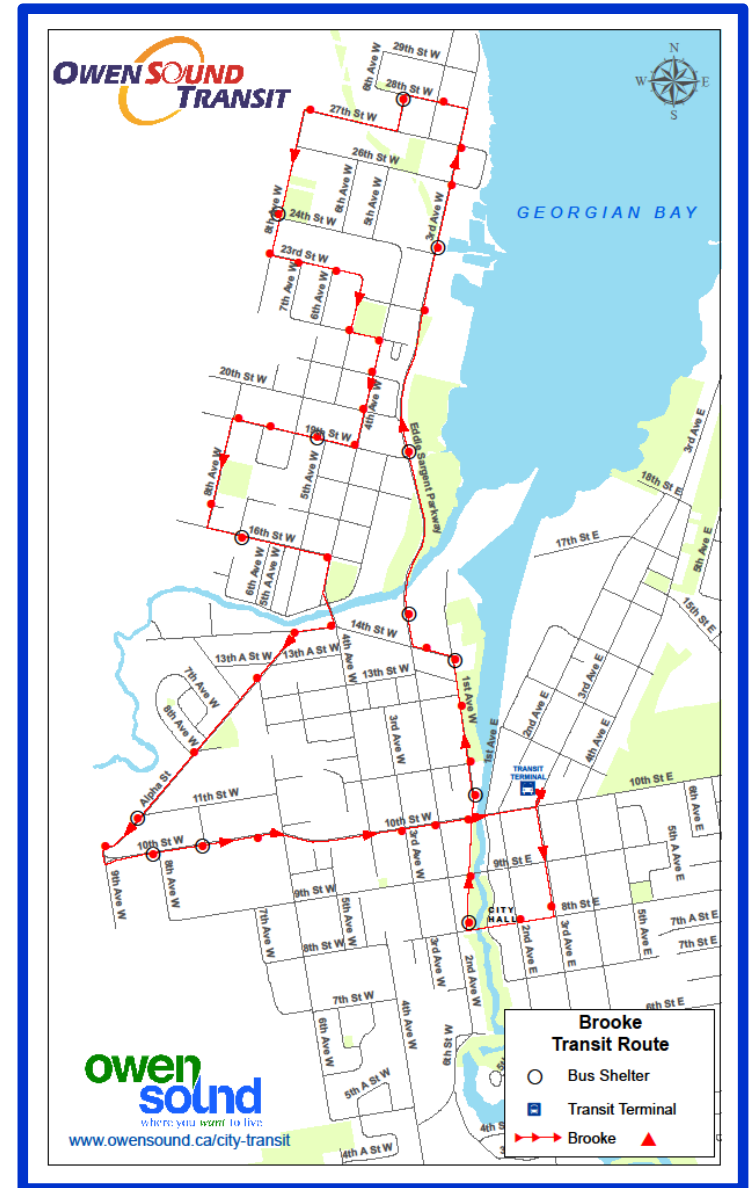 OWEN SOUND
TRANSIT
N
W E
S
29th St W
6th Ave W
28th St W
27th St W
26th St W
6th Ave W
5th Ave W
3rd Ave W
GEORGIAN BAY
8th Ave W
24th St W
23rd St W
7th Ave W
6th Ave W
20th St W
4th Ave W
19th St W
Eddie Sargent Parkway
8th Ave W
5th Ave W
3rd Ave E
18th St E
16th St W
17th St E
6th Ave W
5th A Ave W
15th St E
14th St W
4th Ave W
13th A St W
13th A St W
13th St W
7th Ave W
8th Ave W
3rd Ave W
1st Ave W
1st Ave E
2nd Ave E
3rd Ave E
4th Ave E
TRANSIT
TERMINAL
10th St E
6th Ave E
Alpha St
11th St W
10th St W
10th St W
3rd Ave W
5th A Ave E
9th St E
9th Ave W
8th Ave W
9th St W
CITY
HALL
8th St E
7th Ave W
5th Ave W
8th St W
3rd Ave W
2nd Ave W
2nd Ave E
3rd Ave E
5th Ave E
7th A St E
7th St E
7th St W
6th Ave W
4th Ave W
6th St W
6th St E
5th A St W
4th A St W
Brooke
Transit Route
Bus Shelter
Transit Terminal
Brooke
owen
sound
where you want to live
www.owensound.ca/city-transit